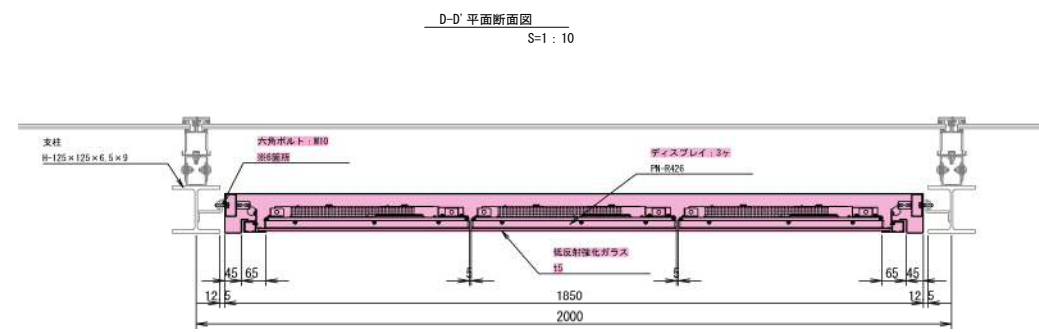 D-D' 平面断面図
S=1:10
支柱
H-125×125×6.5×9
六角ボルト:M10
※6箇所
ディスプレイ:3ヶ
PN-R426
低反射強化ガラス
t5
45 65 5 5 65 45
12 5 1850 12 5
2000